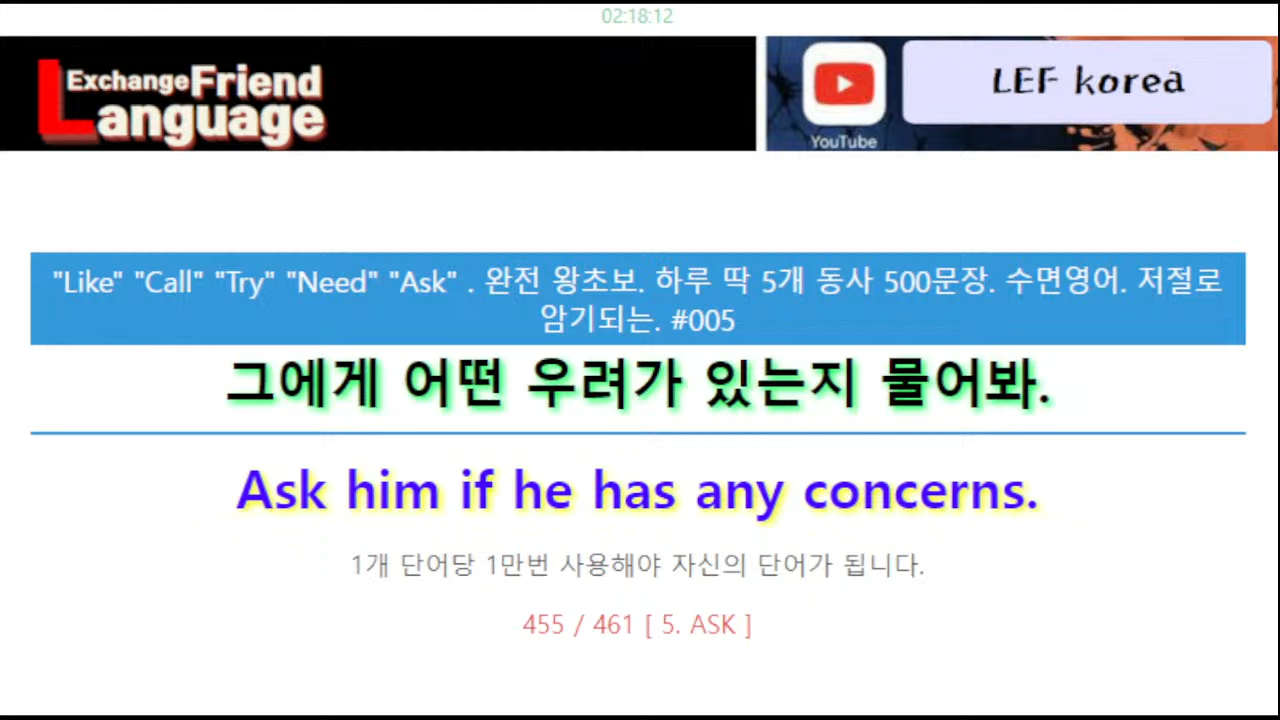 02:18:12
ExchangeFriend
Language
LEF korea
YouTube
"Like" "Call" "Try" "Need" "Ask" . 완전 왕초보. 하루 딱 5개 동사 500문장. 수면영어. 저절로
암기되는. #005
그에게 어떤 우려가 있는지 물어봐.
Ask him if he has any concerns.
1개 단어당 1만번 사용해야 자신의 단어가 됩니다.
455 / 461 [ 5. ASK ]